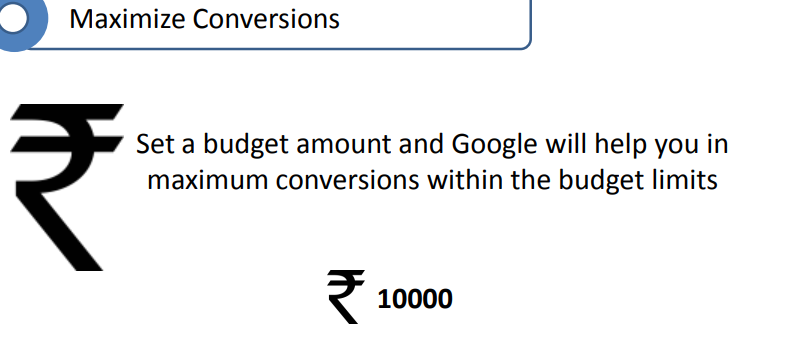 Maximize Conversions
₹ Set a budget amount and Google will help you in
maximum conversions within the budget limits
₹ 10000